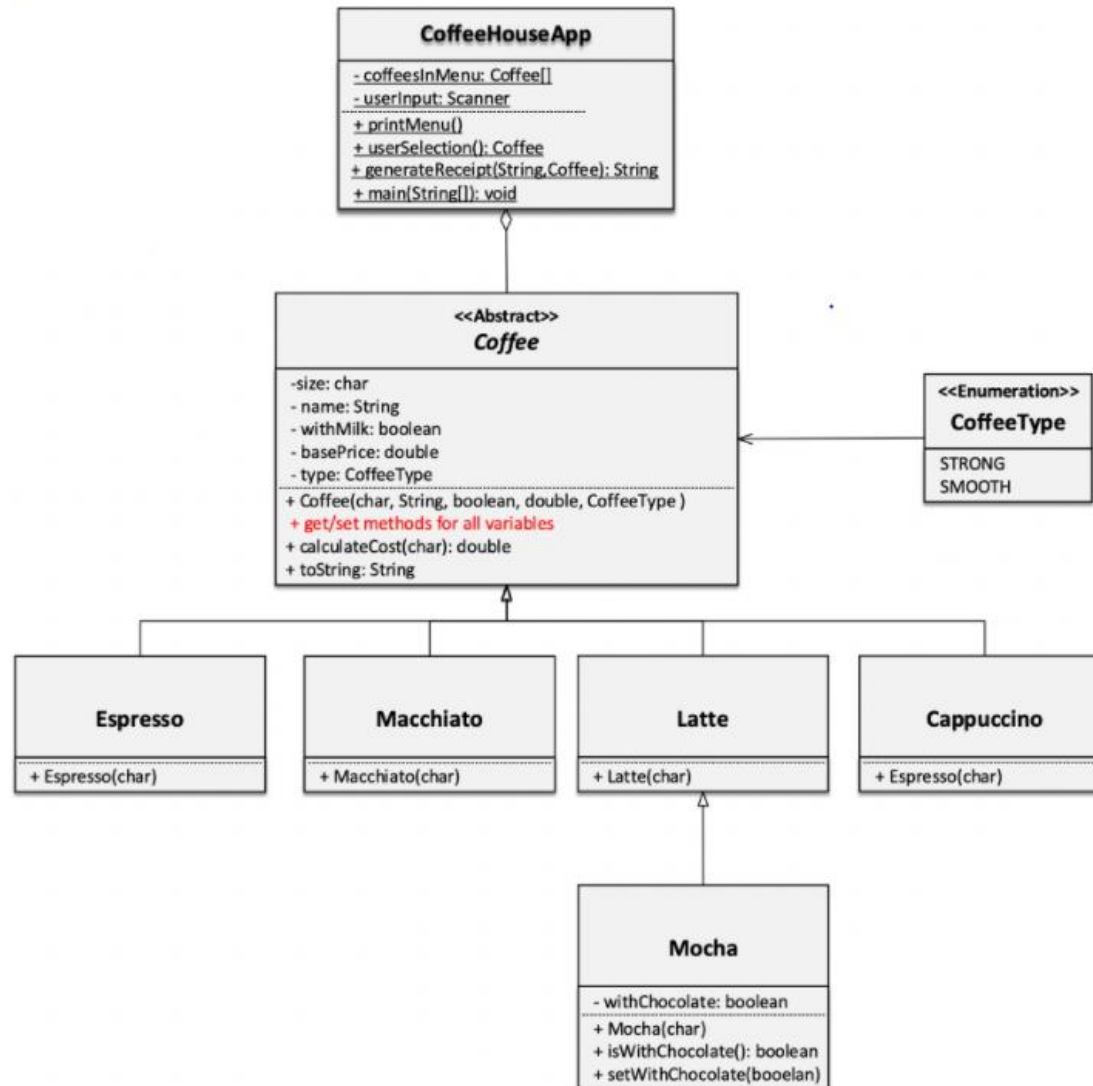 CoffeeHouseApp
- coffeesInMenu: Coffee[]
- userInput: Scanner
+ printMenu()
+ userSelection(): Coffee
+ generateReceipt(String,Coffee): String
+ main(String[]): void
<<Abstract>>
Coffee
-size: char
- name: String
- withMilk: boolean
- basePrice: double
- type: CoffeeType
+ Coffee(char, String, boolean, double, CoffeeType )
+ get/set methods for all variables
+ calculateCost(char): double
+ toString: String
<<Enumeration>>
CoffeeType
STRONG
SMOOTH
Espresso
+ Espresso(char)
Macchiato
+ Macchiato(char)
Latte
+ Latte(char)
Cappuccino
+ Espresso(char)
Mocha
- withChocolate: boolean
+ Mocha(char)
+ isWithChocolate(): boolean
+ setWithChocolate(booelan)